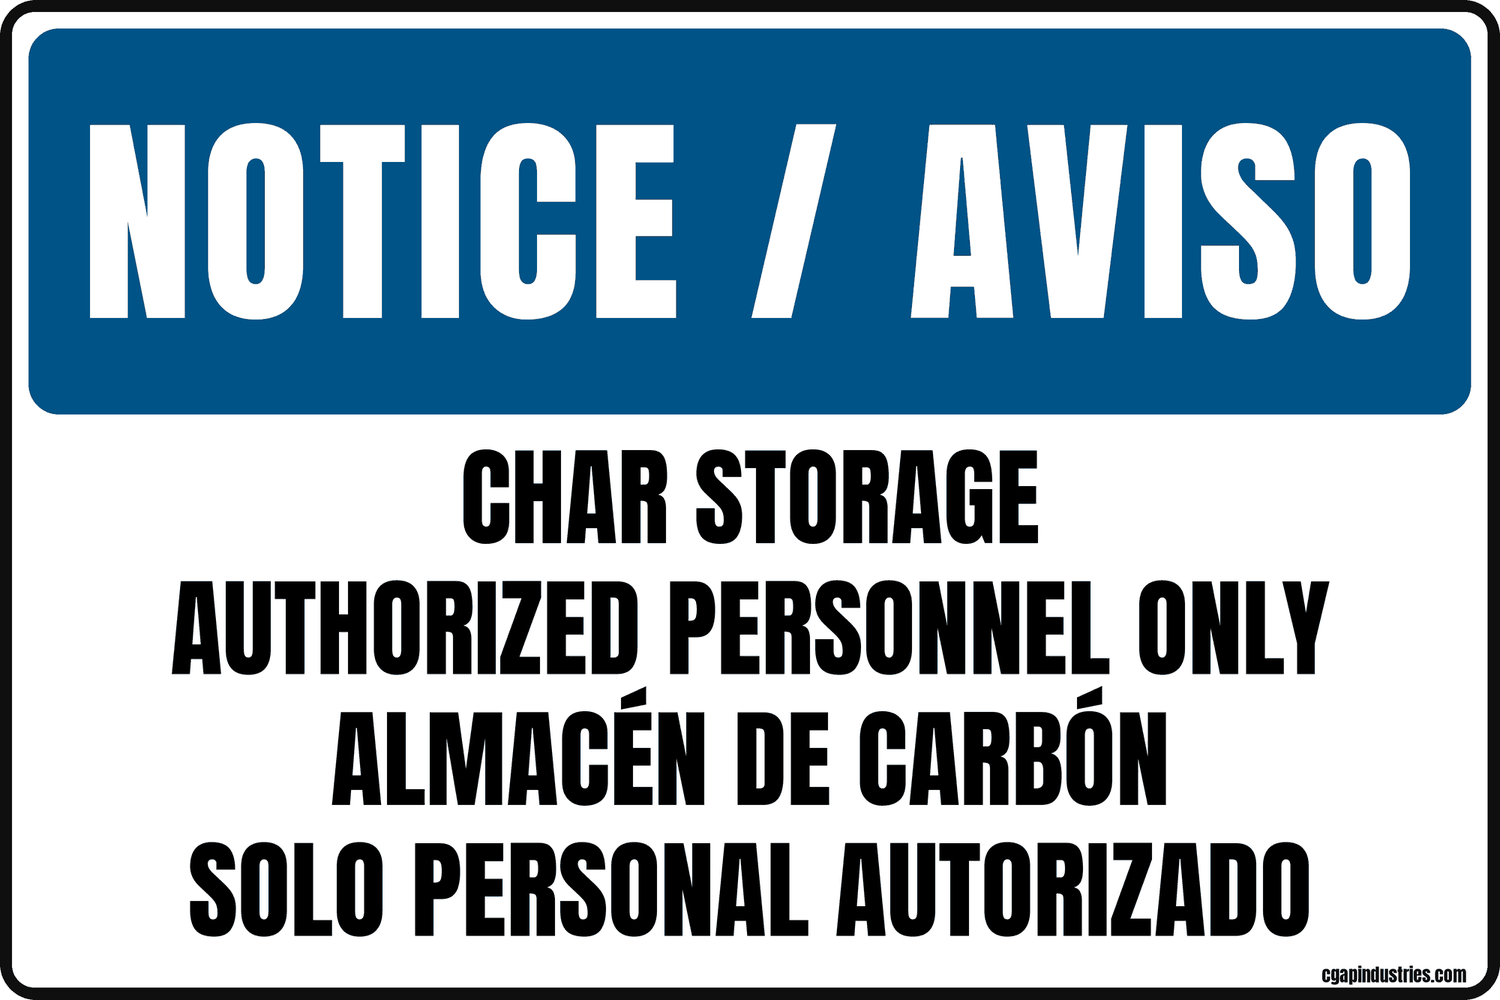 NOTICE / AVISO
CHAR STORAGE
AUTHORIZED PERSONNEL ONLY
ALMACÉN DE CARBÓN
SOLO PERSONAL AUTORIZADO
cgapindustries.com